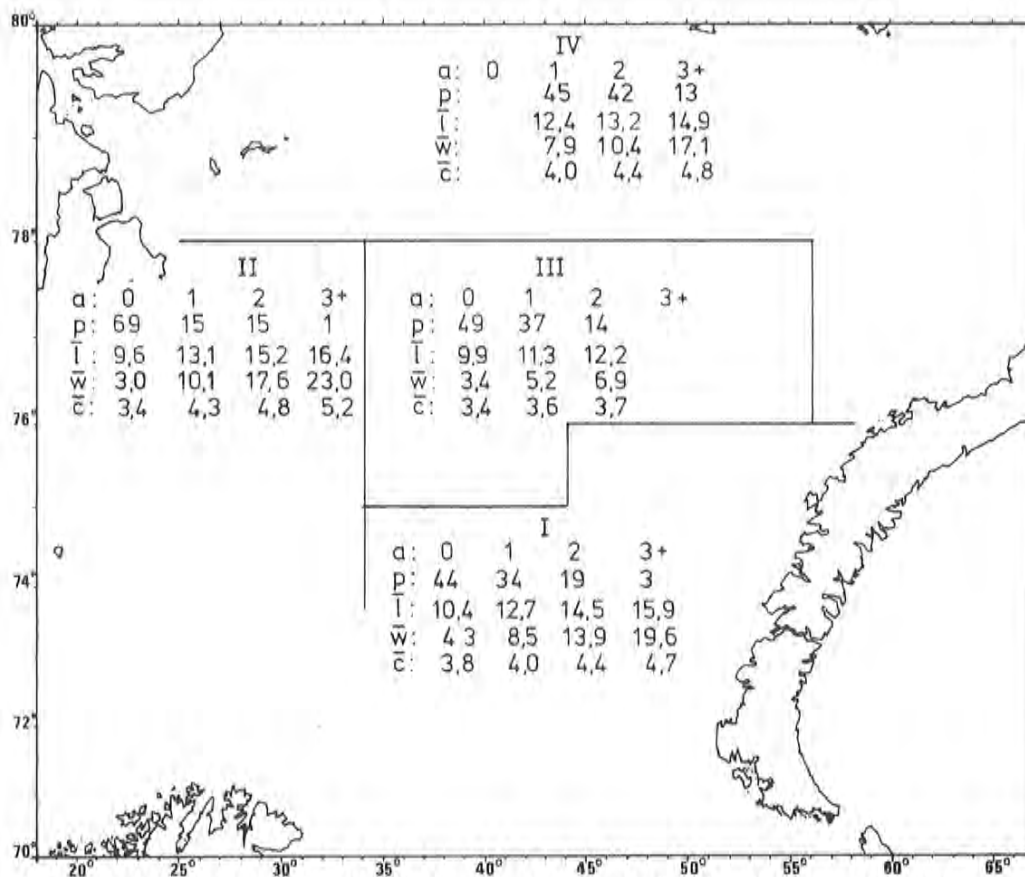 80°
IV
a: 0 1 2 3+
p: 45 42 13
l̄: 12,4 13,2 14,9
w̄: 7,9 10,4 17,1
c̄: 4,0 4,4 4,8
78°
II
a: 0 1 2 3+
p: 69 15 15 1
l̄: 9,6 13,1 15,2 16,4
w̄: 3,0 10,1 17,6 23,0
c̄: 3,4 4,3 4,8 5,2
III
a: 0 1 2 3+
p: 49 37 14
l̄: 9,9 11,3 12,2
w̄: 3,4 5,2 6,9
c̄: 3,4 3,6 3,7
76°
I
a: 0 1 2 3+
p: 44 34 19 3
l̄: 10,4 12,7 14,5 15,9
w̄: 4,3 8,5 13,9 19,6
c̄: 3,8 4,0 4,4 4,7
74°
72°
70°
20° 25° 30° 35° 40° 45° 50° 55° 60° 65°